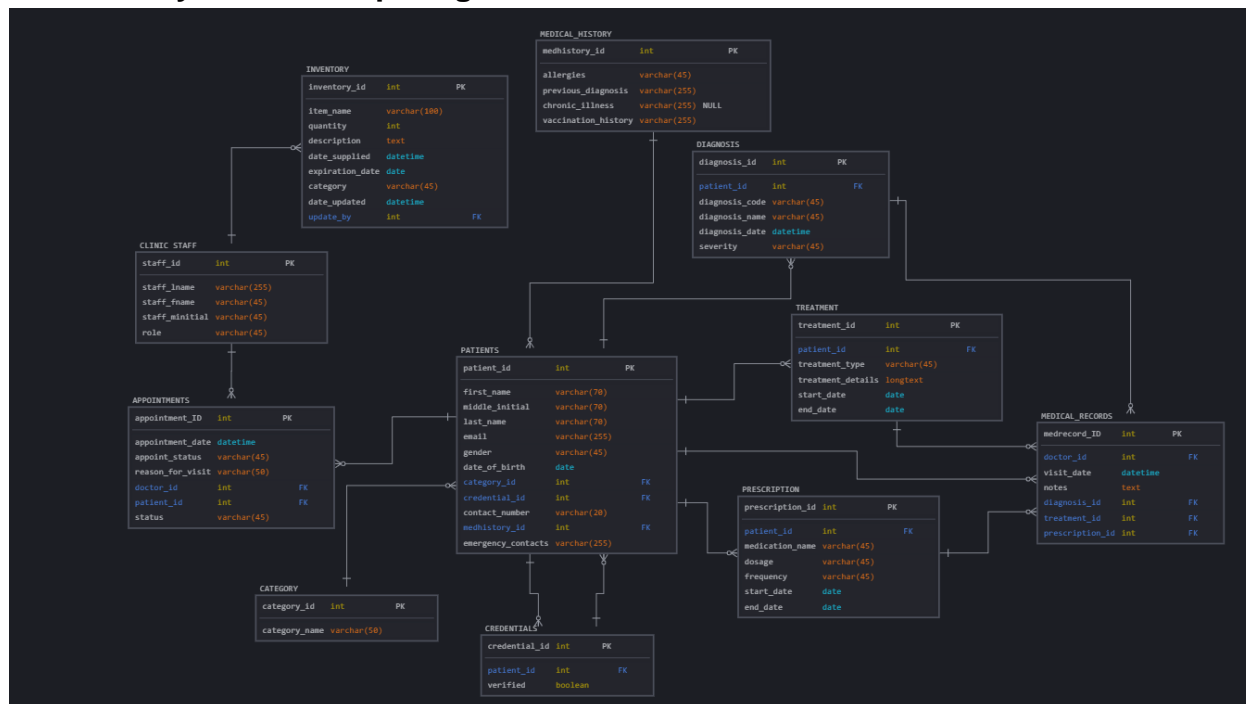 MEDICAL_HISTORY
medhistory_id int PK
allergies varchar(45)
previous_diagnosis varchar(255)
chronic_illness varchar(255) NULL
vaccination_history varchar(255)
INVENTORY
inventory_id int PK
item_name varchar(100)
quantity int
description text
date_supplied datetime
expiration_date date
category varchar(45)
date_updated datetime
update_by int FK
DIAGNOSIS
diagnosis_id int PK
patient_id int FK
diagnosis_code varchar(45)
diagnosis_name varchar(45)
diagnosis_date datetime
severity varchar(45)
CLINIC STAFF
staff_id int PK
staff_lname varchar(255)
staff_fname varchar(45)
staff_minitial varchar(45)
role varchar(45)
TREATMENT
treatment_id int PK
patient_id int FK
treatment_type varchar(45)
treatment_details longtext
start_date date
end_date date
PATIENTS
patient_id int PK
first_name varchar(70)
middle_initial varchar(70)
last_name varchar(70)
email varchar(255)
gender varchar(45)
date_of_birth date
category_id int FK
credential_id int FK
contact_number varchar(20)
medhistory_id int FK
emergency_contacts varchar(255)
APPOINTMENTS
appointment_ID int PK
appointment_date datetime
appoint_status varchar(45)
reason_for_visit varchar(50)
doctor_id int FK
patient_id int FK
status varchar(45)
MEDICAL_RECORDS
medrecord_ID int PK
doctor_id int FK
visit_date datetime
notes text
diagnosis_id int FK
treatment_id int FK
prescription_id int FK
PRESCRIPTION
prescription_id int PK
patient_id int FK
medication_name varchar(45)
dosage varchar(45)
frequency varchar(45)
start_date date
end_date date
CATEGORY
category_id int PK
category_name varchar(50)
CREDENTIALS
credential_id int PK
patient_id int FK
verified boolean